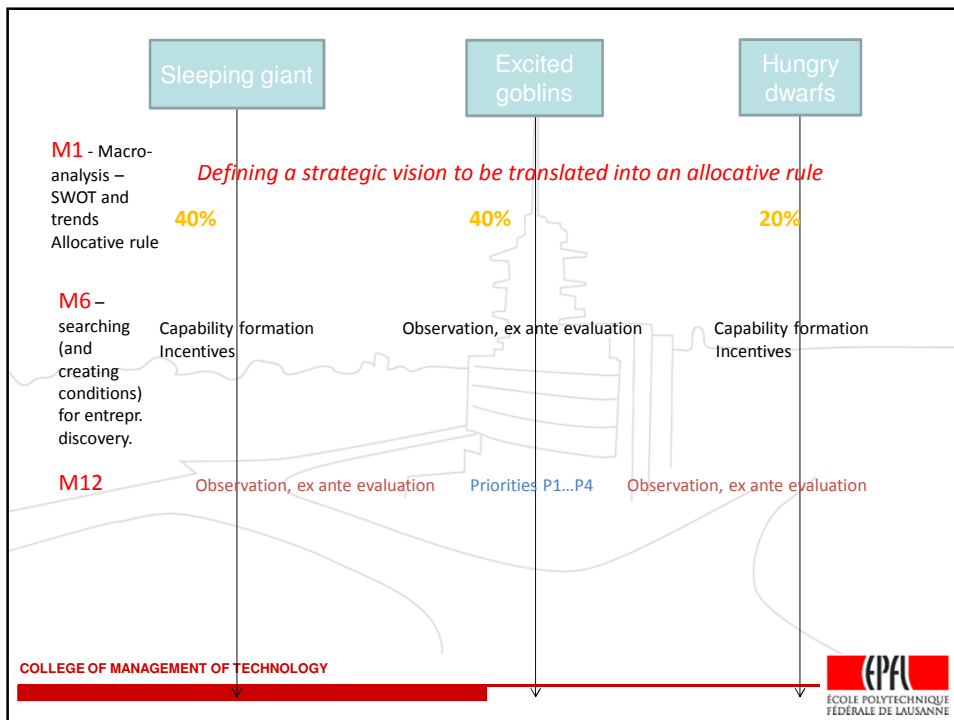 Sleeping giant
Excited
goblins
Hungry
dwarfs
M1 - Macro-
analysis –
SWOT and
trends
Allocative rule
Defining a strategic vision to be translated into an allocative rule
40%
40%
20%
M6 –
searching
(and
creating
conditions)
for entrepr.
discovery.
Capability formation
Incentives
Observation, ex ante evaluation
Capability formation
Incentives
M12
Observation, ex ante evaluation
Priorities P1...P4
Observation, ex ante evaluation
COLLEGE OF MANAGEMENT OF TECHNOLOGY
EPFL
ÉCOLE POLYTECHNIQUE
FÉDÉRALE DE LAUSANNE